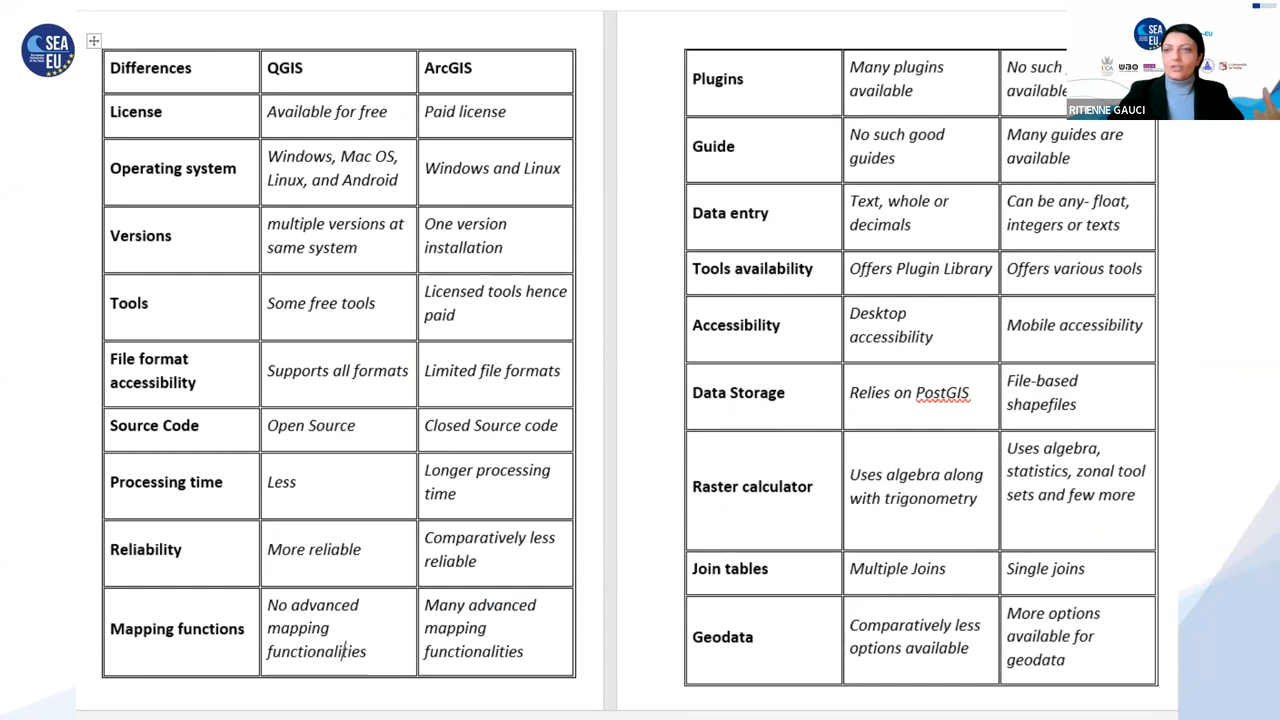 SEA
EU
Differences QGIS ArcGIS
License Available for free Paid license
Operating system Windows, Mac OS, Linux, and Android Windows and Linux
Versions multiple versions at same system One version installation
Tools Some free tools Licensed tools hence paid
File format accessibility Supports all formats Limited file formats
Source Code Open Source Closed Source code
Processing time Less Longer processing time
Reliability More reliable Comparatively less reliable
Mapping functions No advanced mapping functionalities Many advanced mapping functionalities
Plugins Many plugins available No such available
Guide No such good guides Many guides are available
Data entry Text, whole or decimals Can be any- float, integers or texts
Tools availability Offers Plugin Library Offers various tools
Accessibility Desktop accessibility Mobile accessibility
Data Storage Relies on PostGIS File-based shapefiles
Raster calculator Uses algebra along with trigonometry Uses algebra, statistics, zonal tool sets and few more
Join tables Multiple Joins Single joins
Geodata Comparatively less options available More options available for geodata
SEA
EU
-EU
UBO
RITIENNE GAUCI